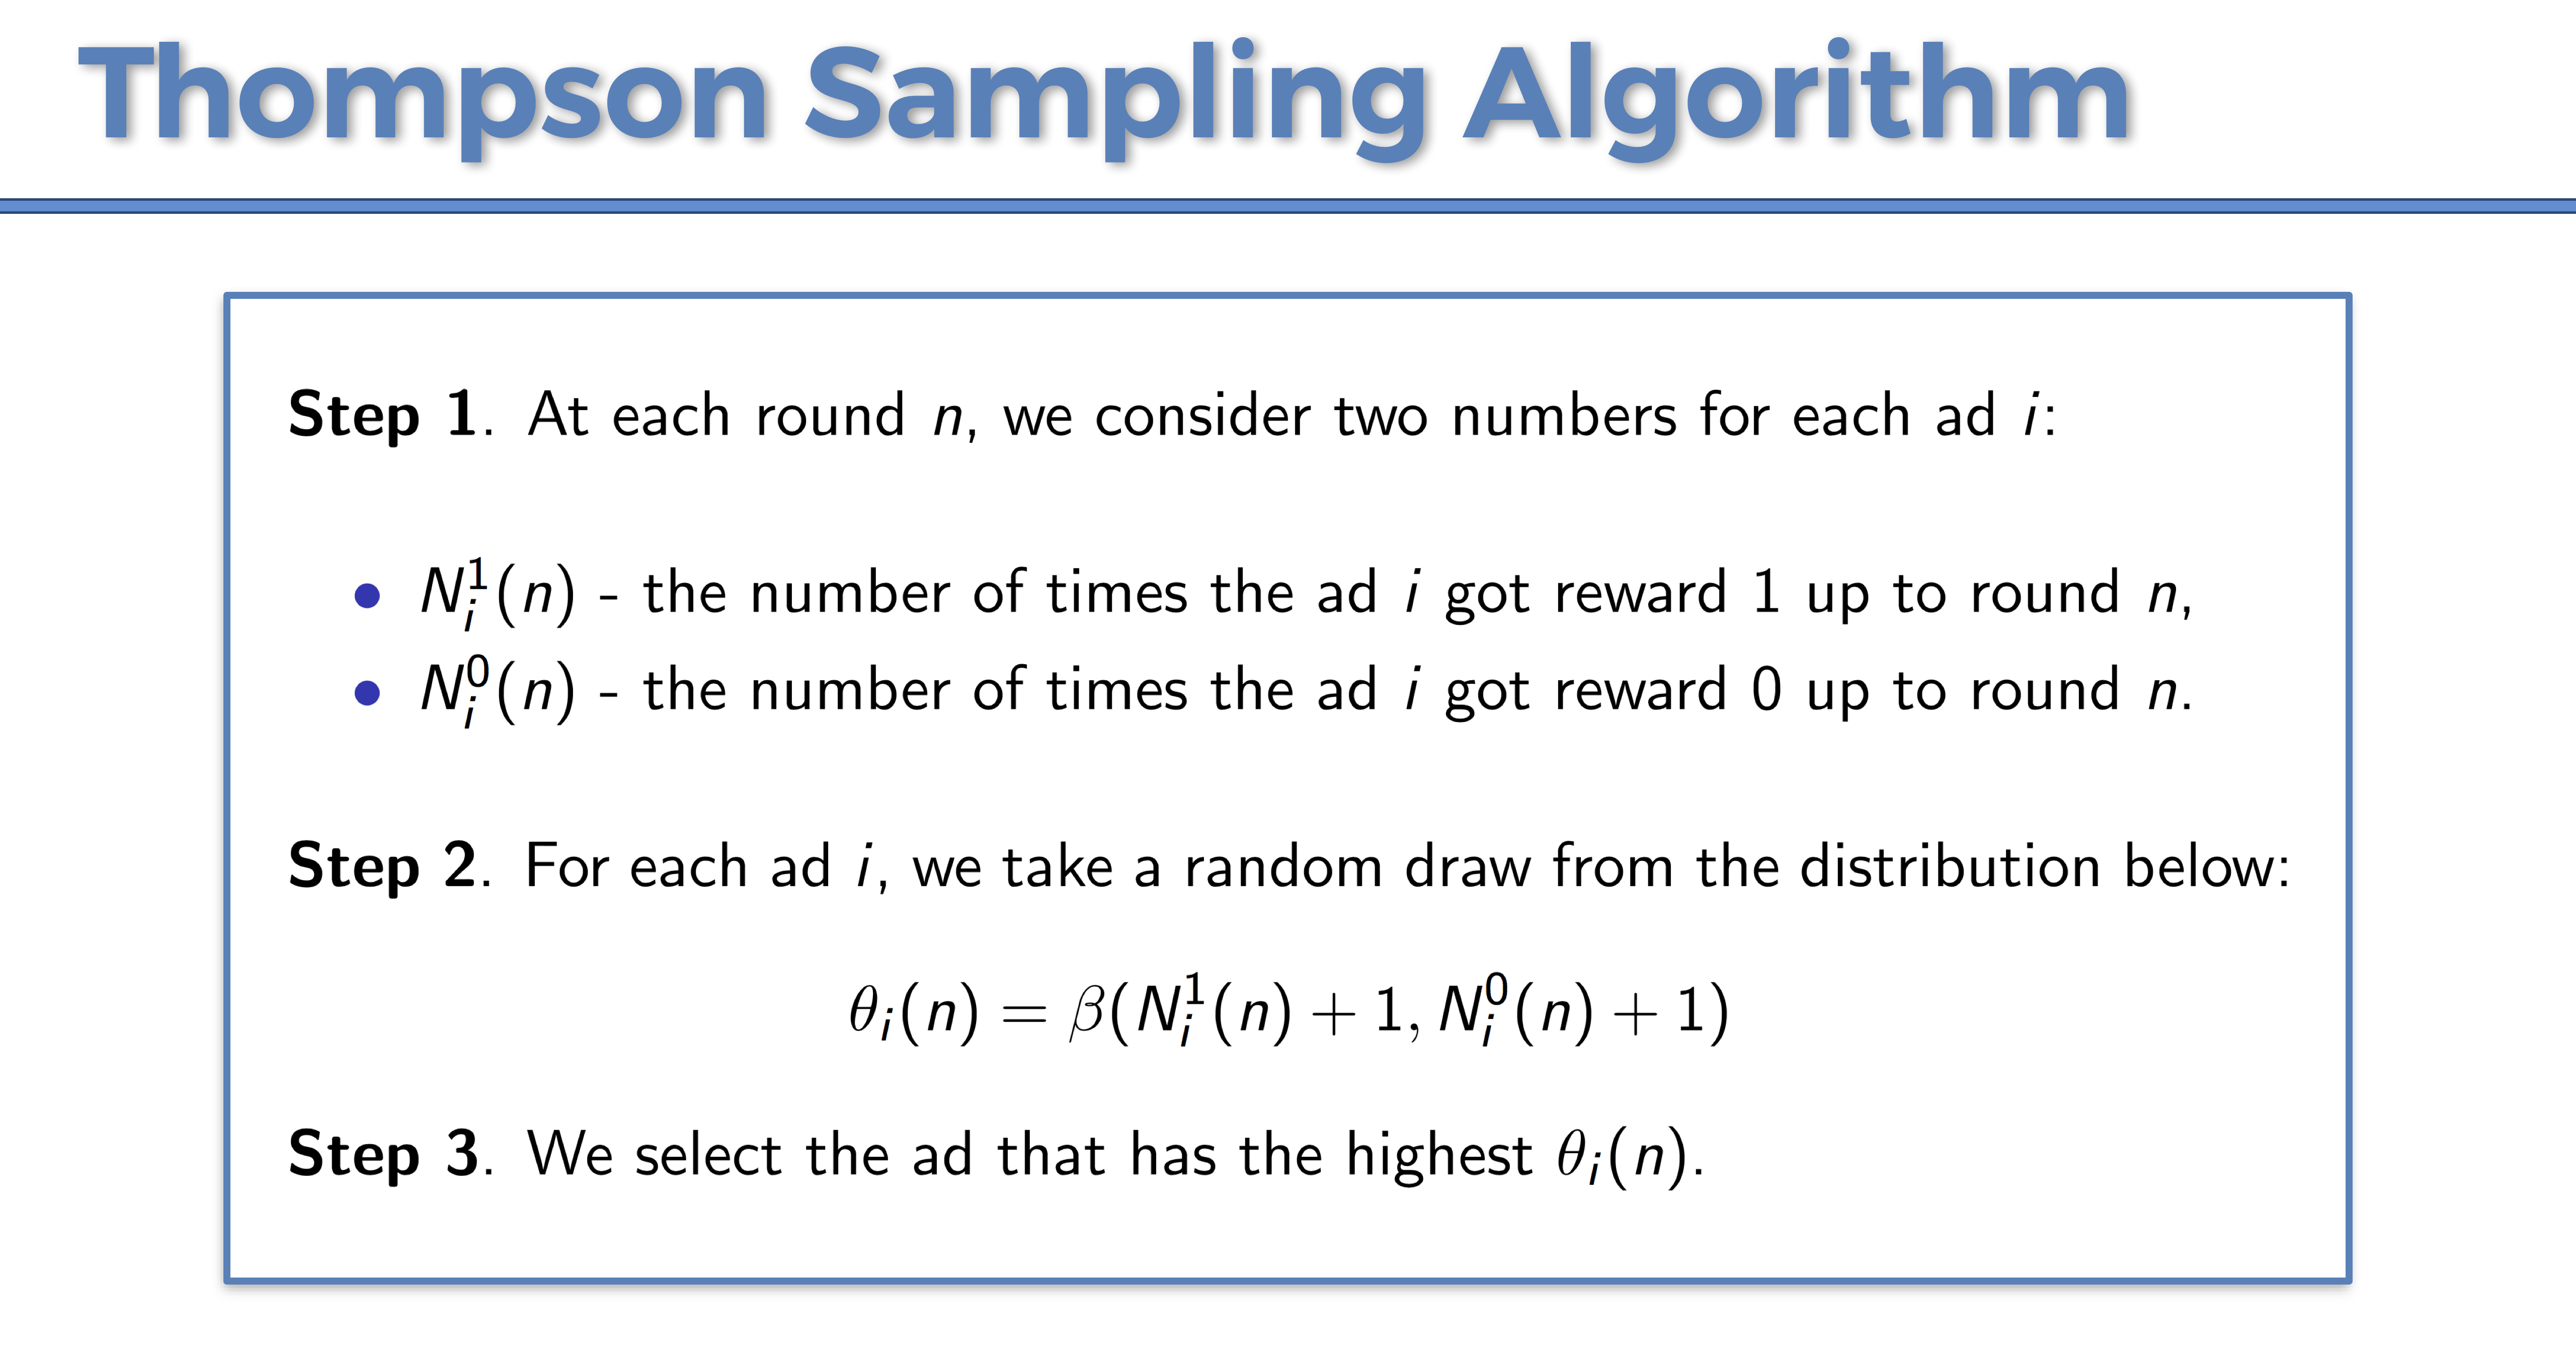 Thompson Sampling Algorithm
Step 1. At each round n, we consider two numbers for each ad i:
• N_i^1(n) - the number of times the ad i got reward 1 up to round n,
• N_i^0(n) - the number of times the ad i got reward 0 up to round n.
Step 2. For each ad i, we take a random draw from the distribution below:
θ_i(n) = β(N_i^1(n) + 1, N_i^0(n) + 1)
Step 3. We select the ad that has the highest θ_i(n).